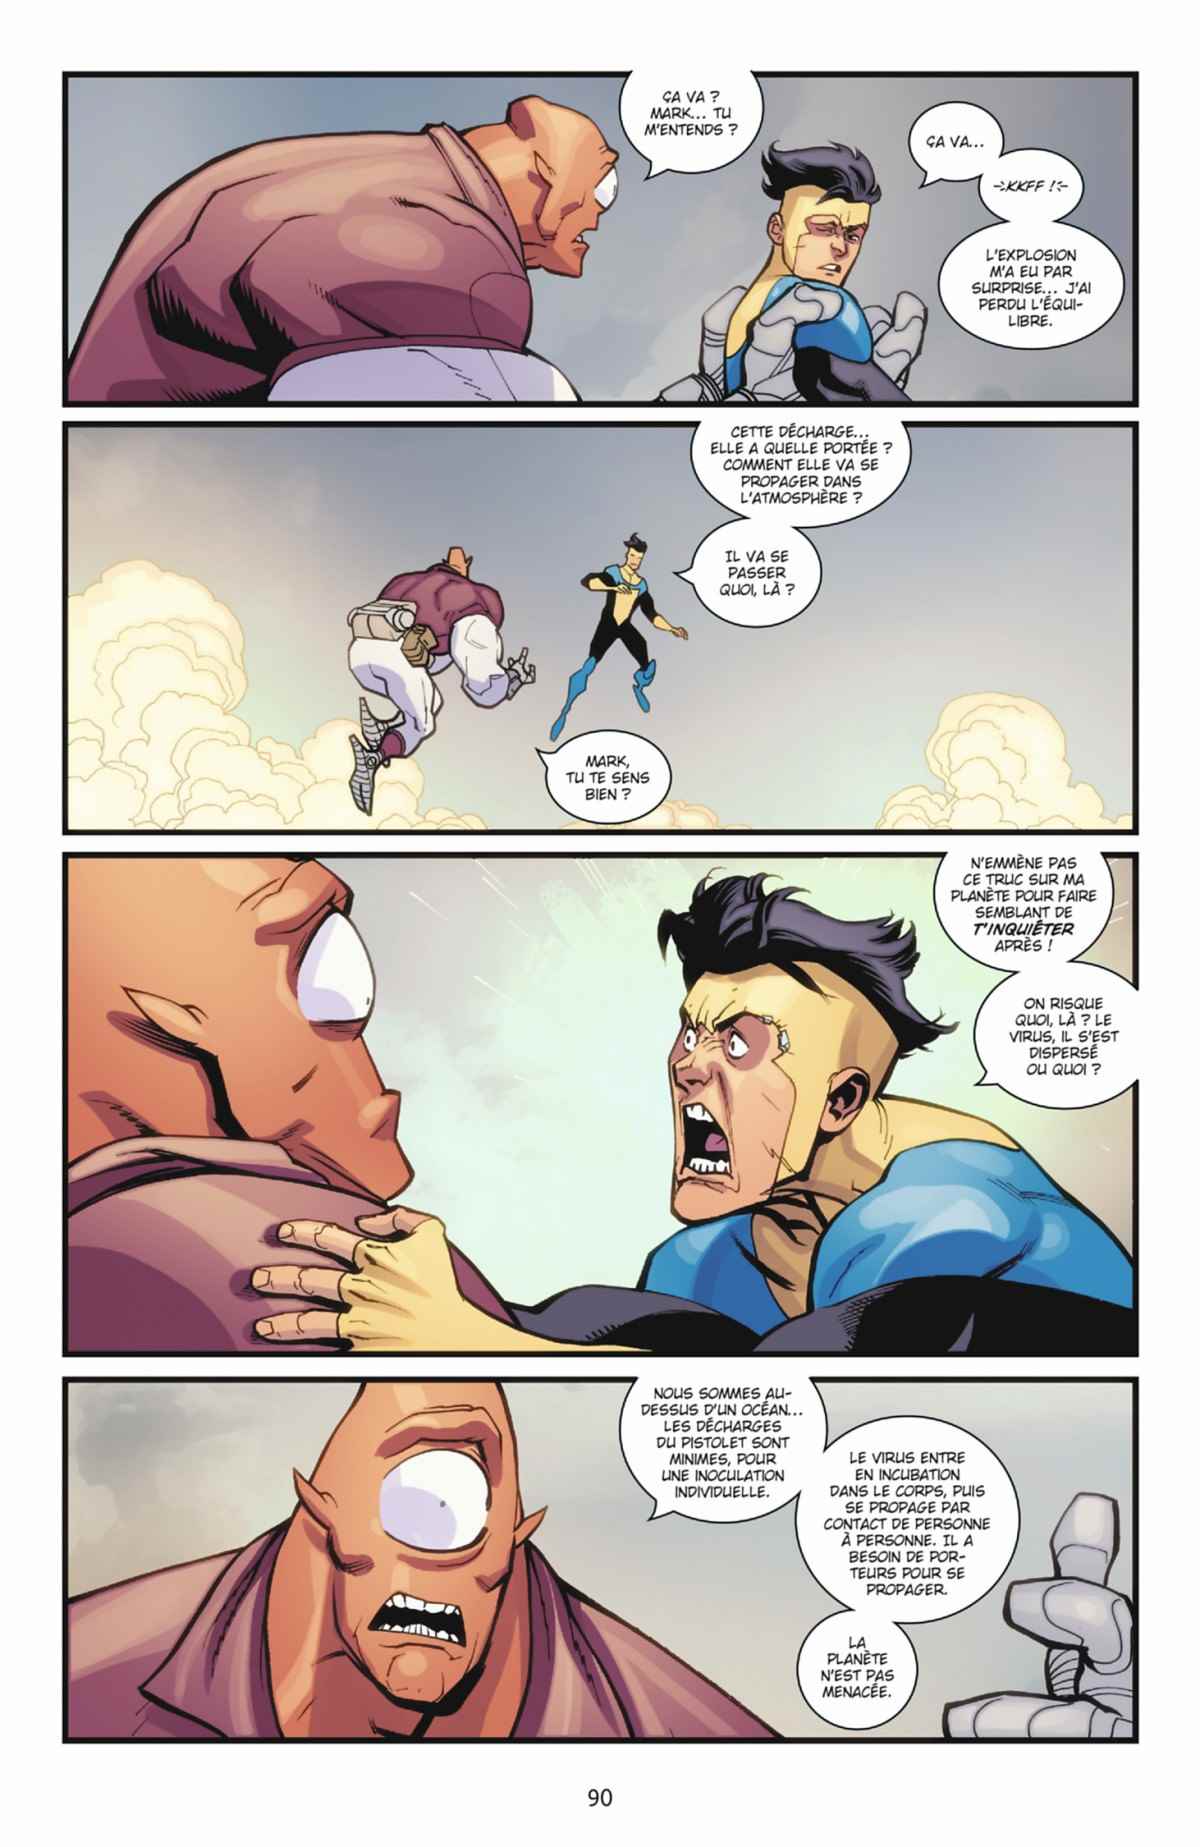 ÇA VA ?
MARK... TU
M'ENTENDS ?
ÇA VA...
KKFF !
L'EXPLOSION
M'A EU PAR
SURPRISE... J'AI
PERDU L'ÉQUI-
LIBRE.
CETTE DÉCHARGE...
ELLE A QUELLE PORTÉE ?
COMMENT ELLE VA SE
PROPAGER DANS
L'ATMOSPHÈRE ?
IL VA SE
PASSER
QUOI, LÀ ?
MARK,
TU TE SENS
BIEN ?
N'EMMÈNE PAS
CE TRUC SUR MA
PLANÈTE POUR FAIRE
SEMBLANT DE
T'INQUIÉTER
APRÈS !
ON RISQUE
QUOI, LÀ ? LE
VIRUS, IL S'EST
DISPERSÉ
OU QUOI ?
NOUS SOMMES AU-
DESSUS D'UN OCÉAN...
LES DÉCHARGES
DU PISTOLET SONT
MINIMES, POUR
UNE INOCULATION
INDIVIDUELLE.
LE VIRUS ENTRE
EN INCUBATION
DANS LE CORPS, PUIS
SE PROPAGE PAR
CONTACT DE PERSONNE
À PERSONNE. IL A
BESOIN DE POR-
TEURS POUR SE
PROPAGER.
LA
PLANÈTE
N'EST PAS
MENACÉE.
90